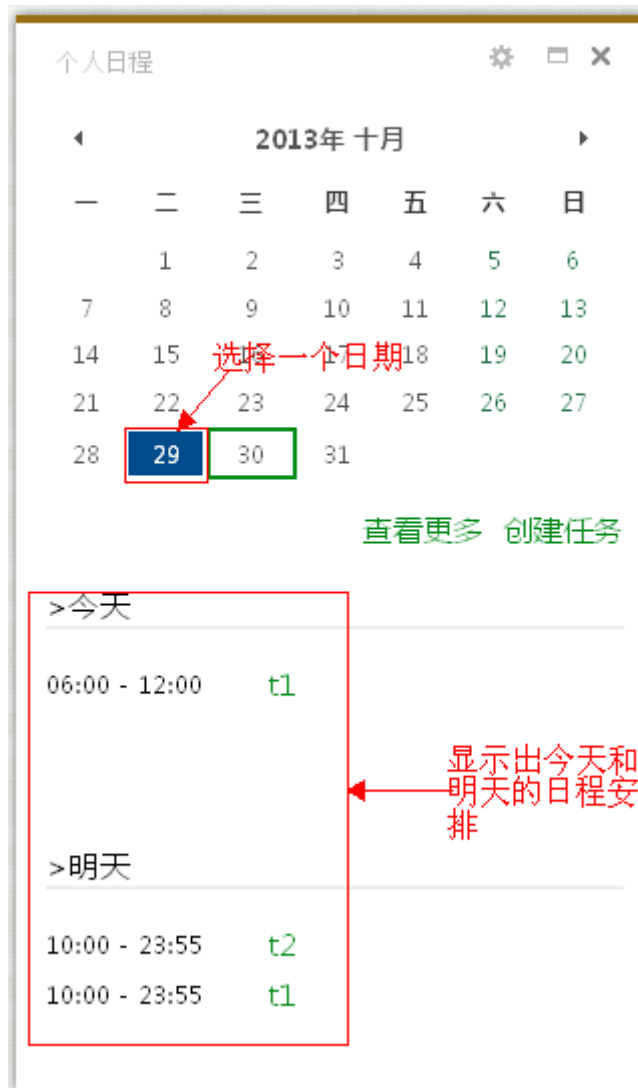 个人日程
2013年 十月
一 二 三 四 五 六 日
1 2 3 4 5 6
7 8 9 10 11 12 13
14 15 16 17 18 19 20
选择一个日期
21 22 23 24 25 26 27
28 29 30 31
查看更多 创建任务
>今天
06:00 - 12:00 t1
显示出今天和
明天的日程安
排
>明天
10:00 - 23:55 t2
10:00 - 23:55 t1